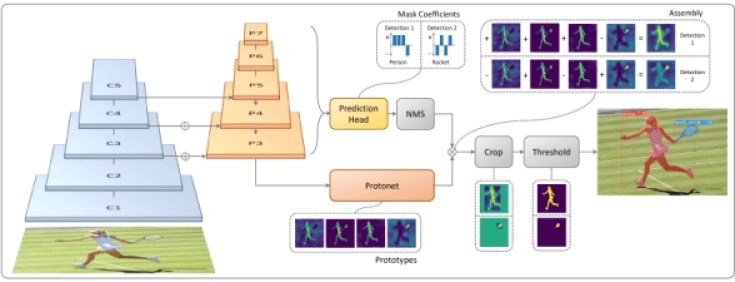 Mask Coefficients
Assembly
Detection 1
Detection 2
Person
Racket
+ + + - =
Detection
1
- + - + =
Detection
2
P7
P6
P5
P4
P3
C5
C4
C3
C2
C1
Prediction
Head
NMS
Crop
Threshold
Protonet
Prototypes